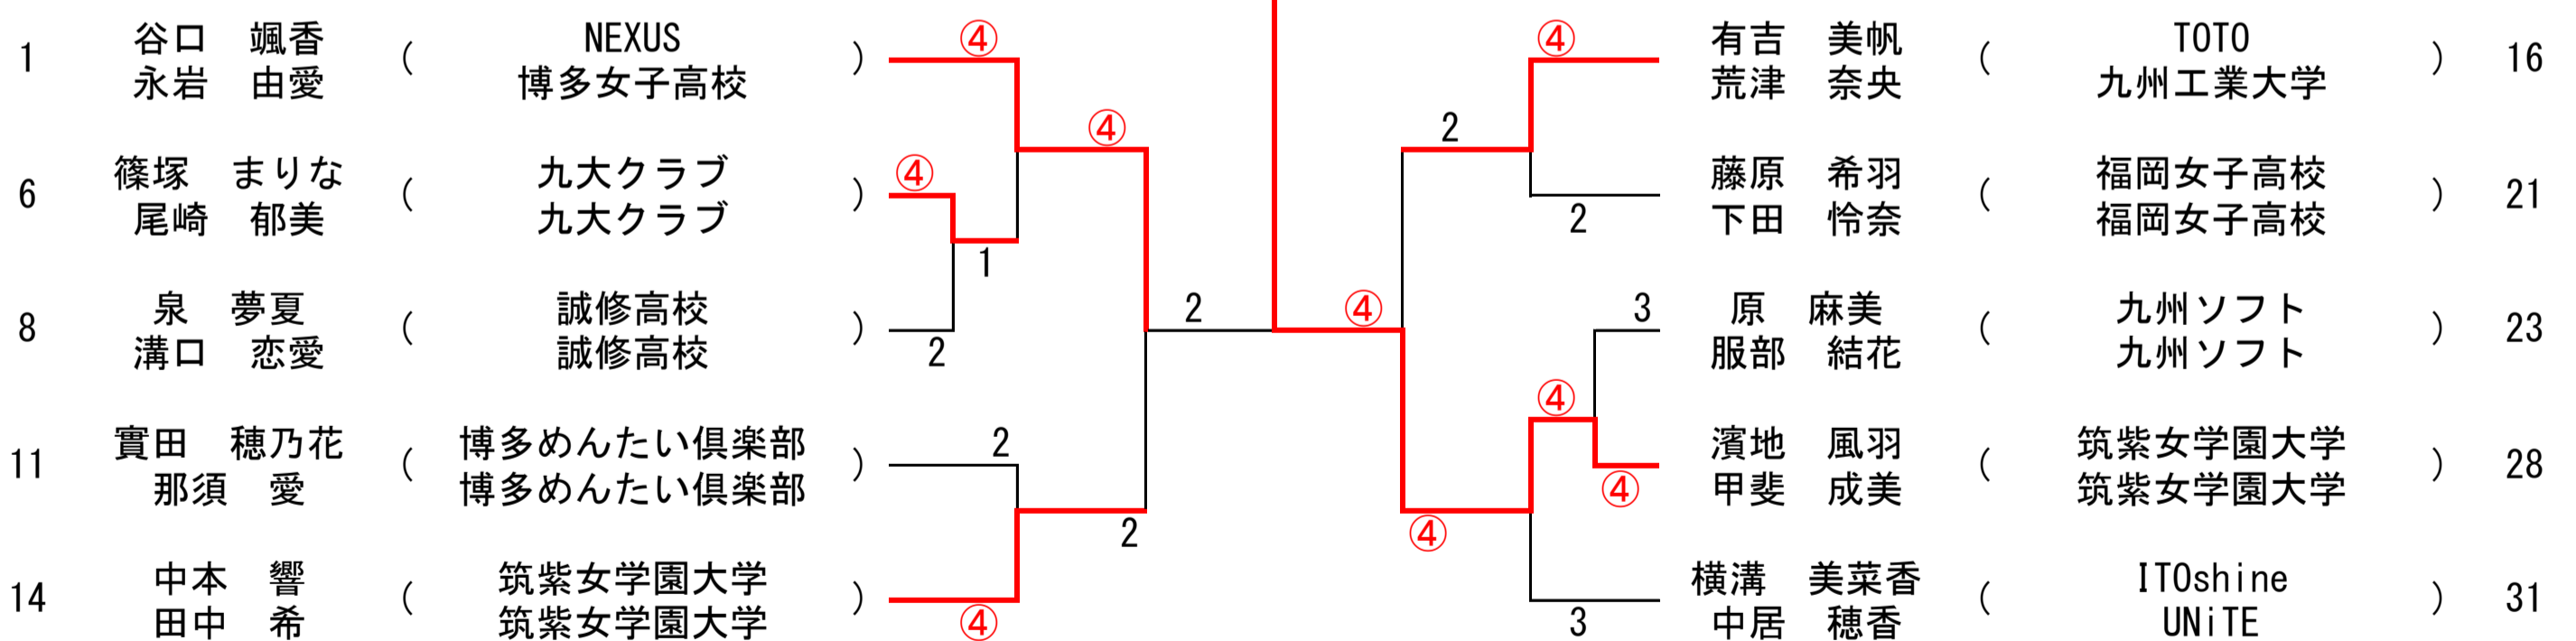 1 谷口 颯香 ( NEXUS )
永岩 由愛 博多女子高校
④
6 篠塚 まりな ( 九大クラブ )
尾崎 郁美 九大クラブ
④
8 泉 夢夏 ( 誠修高校 )
溝口 恋愛 誠修高校
2
11 實田 穂乃花 ( 博多めんたい倶楽部 )
那須 愛 博多めんたい倶楽部
2
14 中本 響 ( 筑紫女学園大学 )
田中 希 筑紫女学園大学
④
1
④
2
2
④
2
④
④
有吉 美帆 ( TOTO ) 16
荒津 奈央 九州工業大学
④
藤原 希羽 ( 福岡女子高校 ) 21
下田 怜奈 福岡女子高校
2
原 麻美 ( 九州ソフト ) 23
服部 結花 九州ソフト
3
濱地 風羽 ( 筑紫女学園大学 ) 28
甲斐 成美 筑紫女学園大学
④
横溝 美菜香 ( ITOshine ) 31
中居 穂香 UNiTE
3